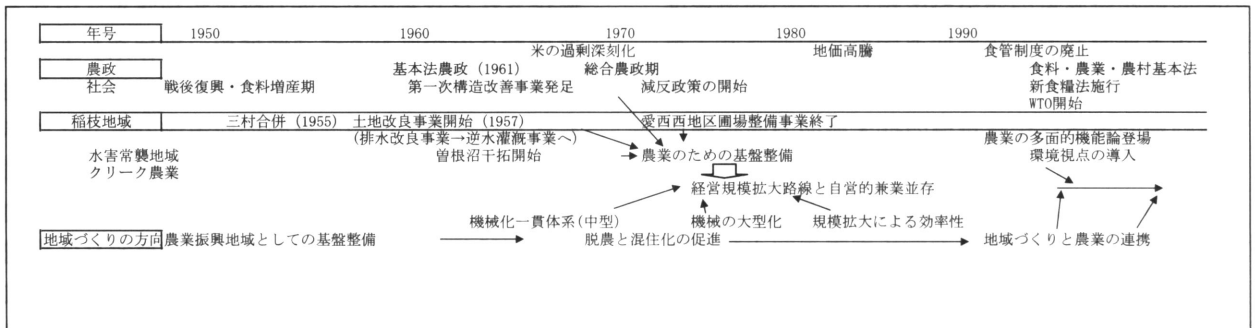 年号 1950 1960 1970 1980 1990
米の過剰深刻化 地価高騰 食管制度の廃止
農政 基本法農政 (1961) 総合農政期 食料・農業・農村基本法
社会 戦後復興・食料増産期 第一次構造改善事業発足 減反政策の開始 新食糧法施行
WTO開始
稲枝地域 三村合併 (1955) 土地改良事業開始 (1957) 愛西西地区圃場整備事業終了
(排水改良事業→逆水灌漑事業へ) 農業の多面的機能論登場
水害常襲地域 曽根沼干拓開始 農業のための基盤整備 環境視点の導入
クリーク農業
経営規模拡大路線と自営的兼業並存
機械化一貫体系(中型) 機械の大型化 規模拡大による効率性
地域づくりの方向 農業振興地域としての基盤整備 脱農と混住化の促進 地域づくりと農業の連携